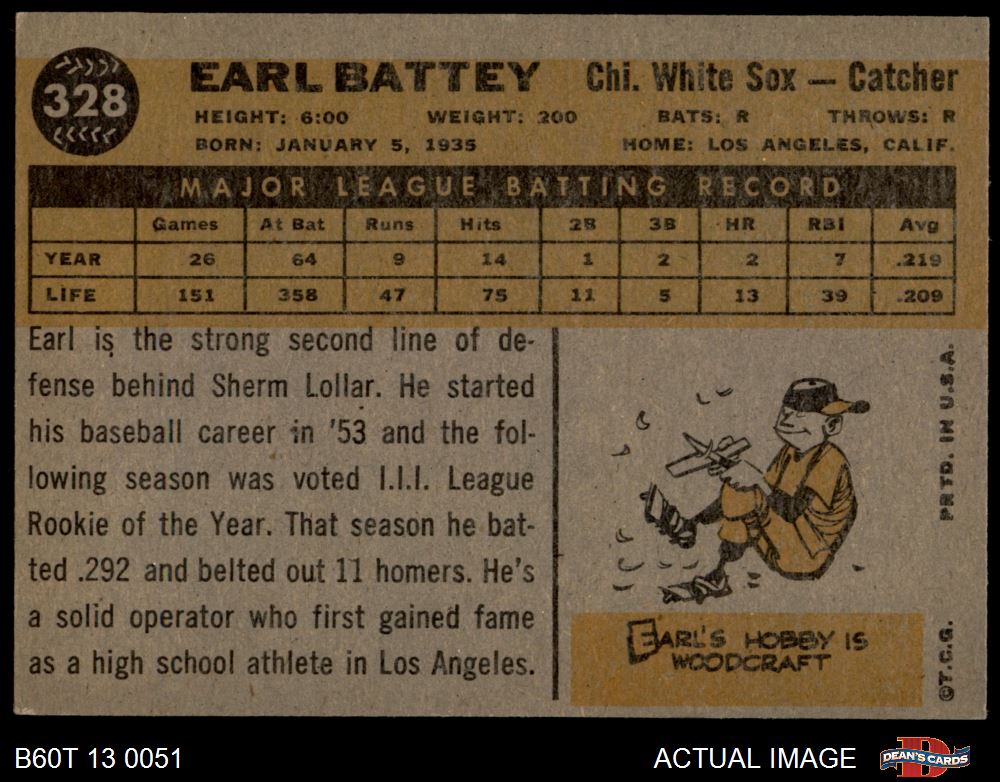 328
EARL BATTEY Chi. White Sox — Catcher
HEIGHT: 6:00 WEIGHT: 200 BATS: R THROWS: R
BORN: JANUARY 5, 1935 HOME: LOS ANGELES, CALIF.
MAJOR LEAGUE BATTING RECORD
Games At Bat Runs Hits 2B 3B HR RBI Avg
YEAR 26 64 9 14 1 2 2 7 .219
LIFE 151 358 47 75 11 5 13 39 .209
Earl is the strong second line of de-
fense behind Sherm Lollar. He started
his baseball career in '53 and the fol-
lowing season was voted I.I.I. League
Rookie of the Year. That season he bat-
ted .292 and belted out 11 homers. He's
a solid operator who first gained fame
as a high school athlete in Los Angeles.
EARL'S HOBBY IS
WOODCRAFT
©T.C.G. PRTD. IN U.S.A.
B60T 13 0051 ACTUAL IMAGE DEAN'S CARDS